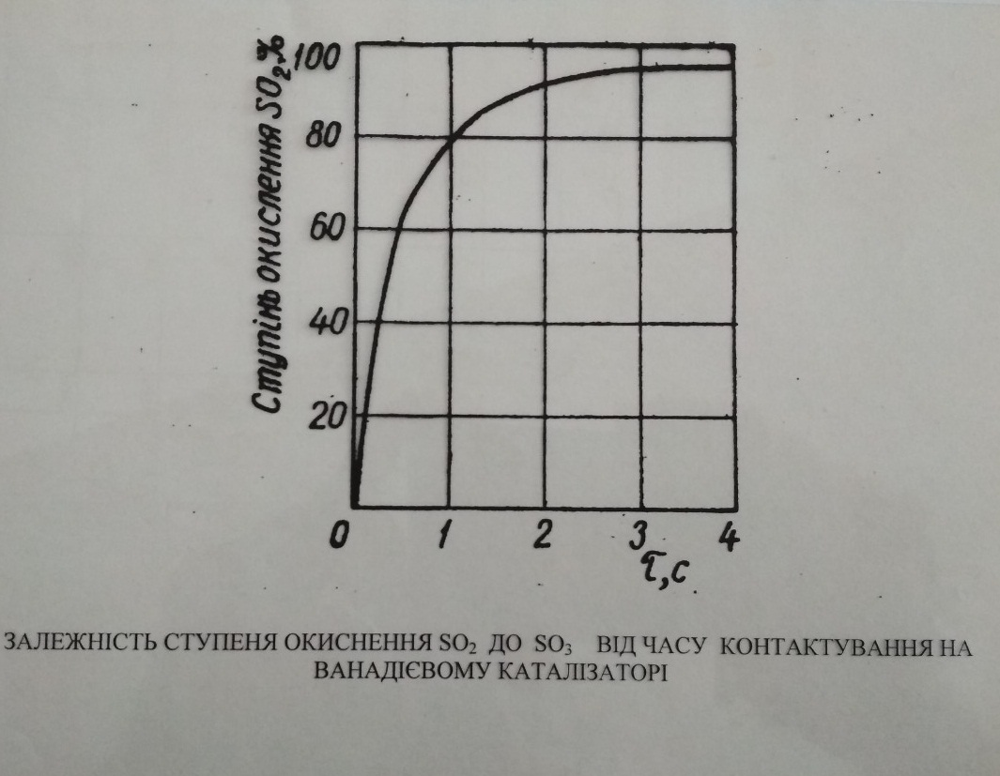 Ступінь окислення SO₂,%
100
80
60
40
20
0 1 2 3 4
τ,с
ЗАЛЕЖНІСТЬ СТУПЕНЯ ОКИСНЕННЯ SO₂ ДО SO₃ ВІД ЧАСУ КОНТАКТУВАННЯ НА
ВАНАДІЄВОМУ КАТАЛІЗАТОРІ